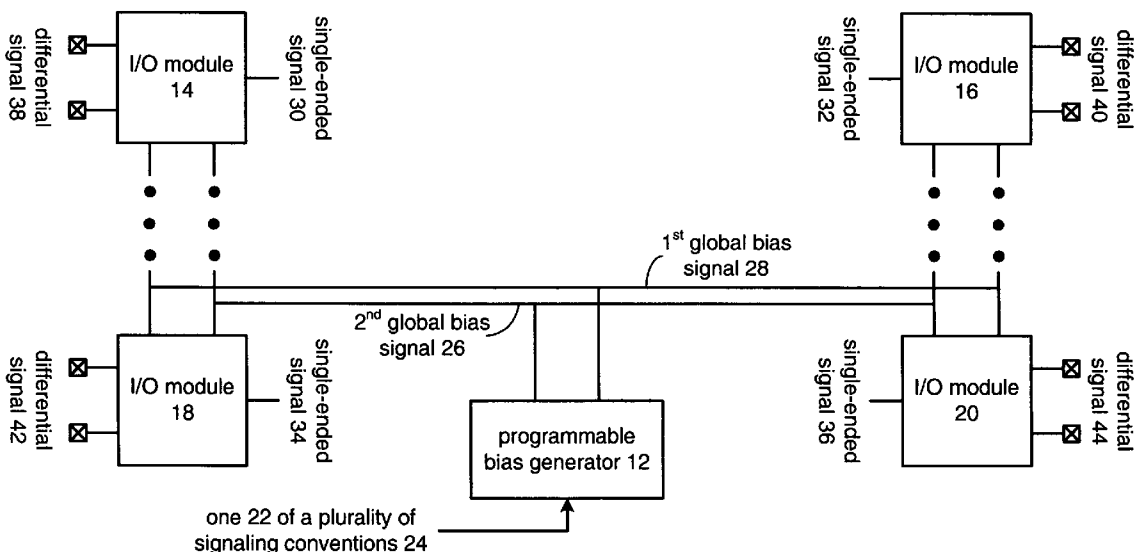 differential
signal 38
I/O module
14
single-ended
signal 30
single-ended
signal 32
I/O module
16
differential
signal 40
1st global bias
signal 28
2nd global bias
signal 26
differential
signal 42
I/O module
18
single-ended
signal 34
programmable
bias generator 12
single-ended
signal 36
I/O module
20
differential
signal 44
one 22 of a plurality of
signaling conventions 24